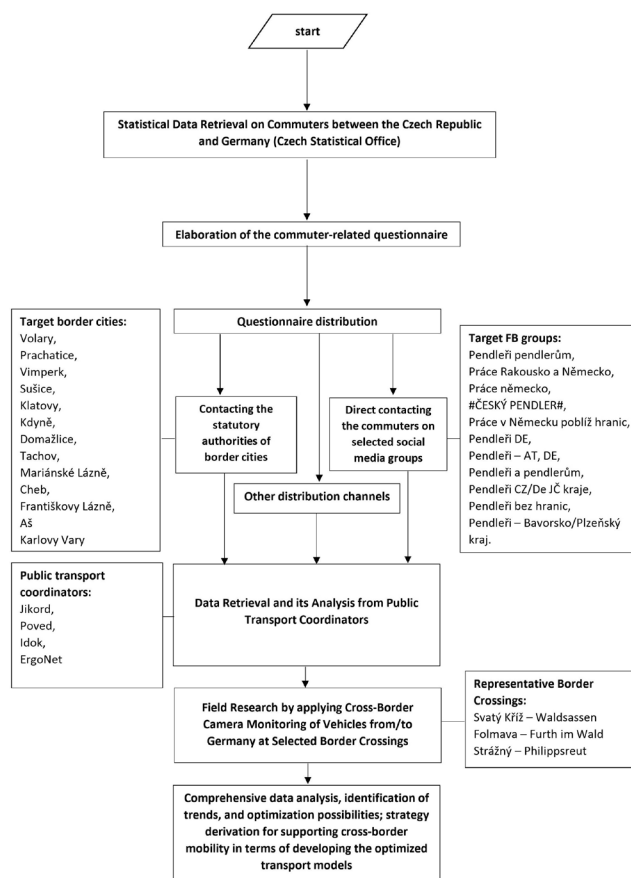 start
Statistical Data Retrieval on Commuters between the Czech Republic
and Germany (Czech Statistical Office)
Elaboration of the commuter-related questionnaire
Questionnaire distribution
Target border cities:
Volary,
Prachatice,
Vimperk,
Sušice,
Klatovy,
Kdyně,
Domažlice,
Tachov,
Mariánské Lázně,
Cheb,
Františkovy Lázně,
Aš
Karlovy Vary
Contacting the
statutory
authorities of
border cities
Direct contacting
the commuters on
selected social
media groups
Target FB groups:
Pendleři pendlerům,
Práce Rakousko a Německo,
Práce německo,
#ČESKÝ PENDLER#,
Práce v Německu poblíž hranic,
Pendleři DE,
Pendleři – AT, DE,
Pendleři a pendlerům,
Pendleři CZ/De JČ kraje,
Pendleři bez hranic,
Pendleři – Bavorsko/Plzeňský
kraj.
Other distribution channels
Public transport
coordinators:
Jikord,
Poved,
Idok,
ErgoNet
Data Retrieval and its Analysis from Public
Transport Coordinators
Field Research by applying Cross-Border
Camera Monitoring of Vehicles from/to
Germany at Selected Border Crossings
Representative Border
Crossings:
Svatý Kříž – Waldsassen
Folmava – Furth im Wald
Strážný – Philippsreut
Comprehensive data analysis, identification of
trends, and optimization possibilities; strategy
derivation for supporting cross-border
mobility in terms of developing the optimized
transport models